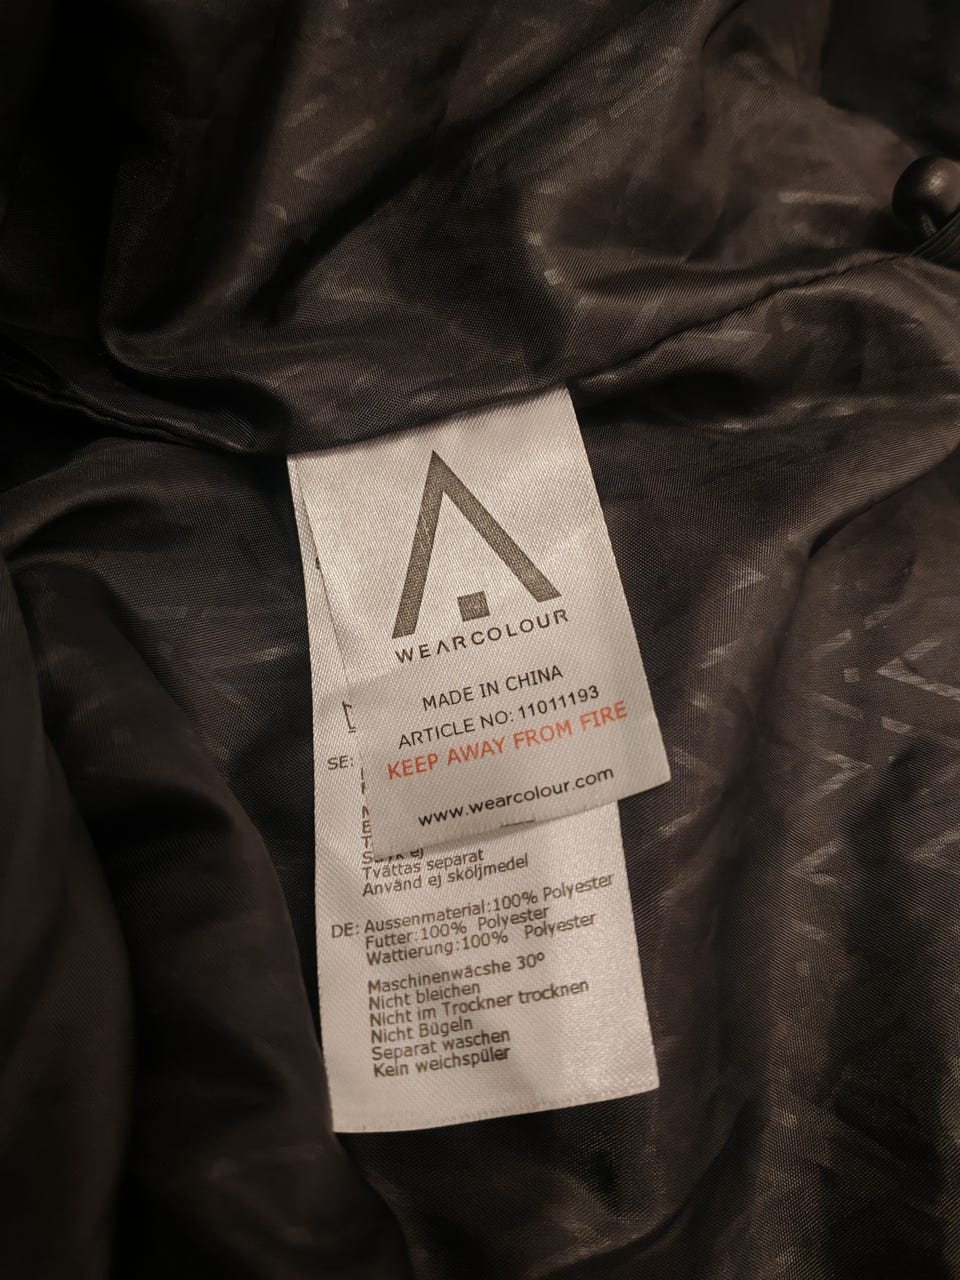 WEARCOLOUR
MADE IN CHINA
ARTICLE NO: 11011193
KEEP AWAY FROM FIRE
www.wearcolour.com
SE:
Tvättas separat
Använd ej sköljmedel
DE: Aussenmaterial:100% Polyester
Futter:100% Polyester
Wattierung:100% Polyester
Maschinenwäcshe 30º
Nicht bleichen
Nicht im Trockner trocknen
Nicht Bügeln
Separat waschen
Kein weichspüler